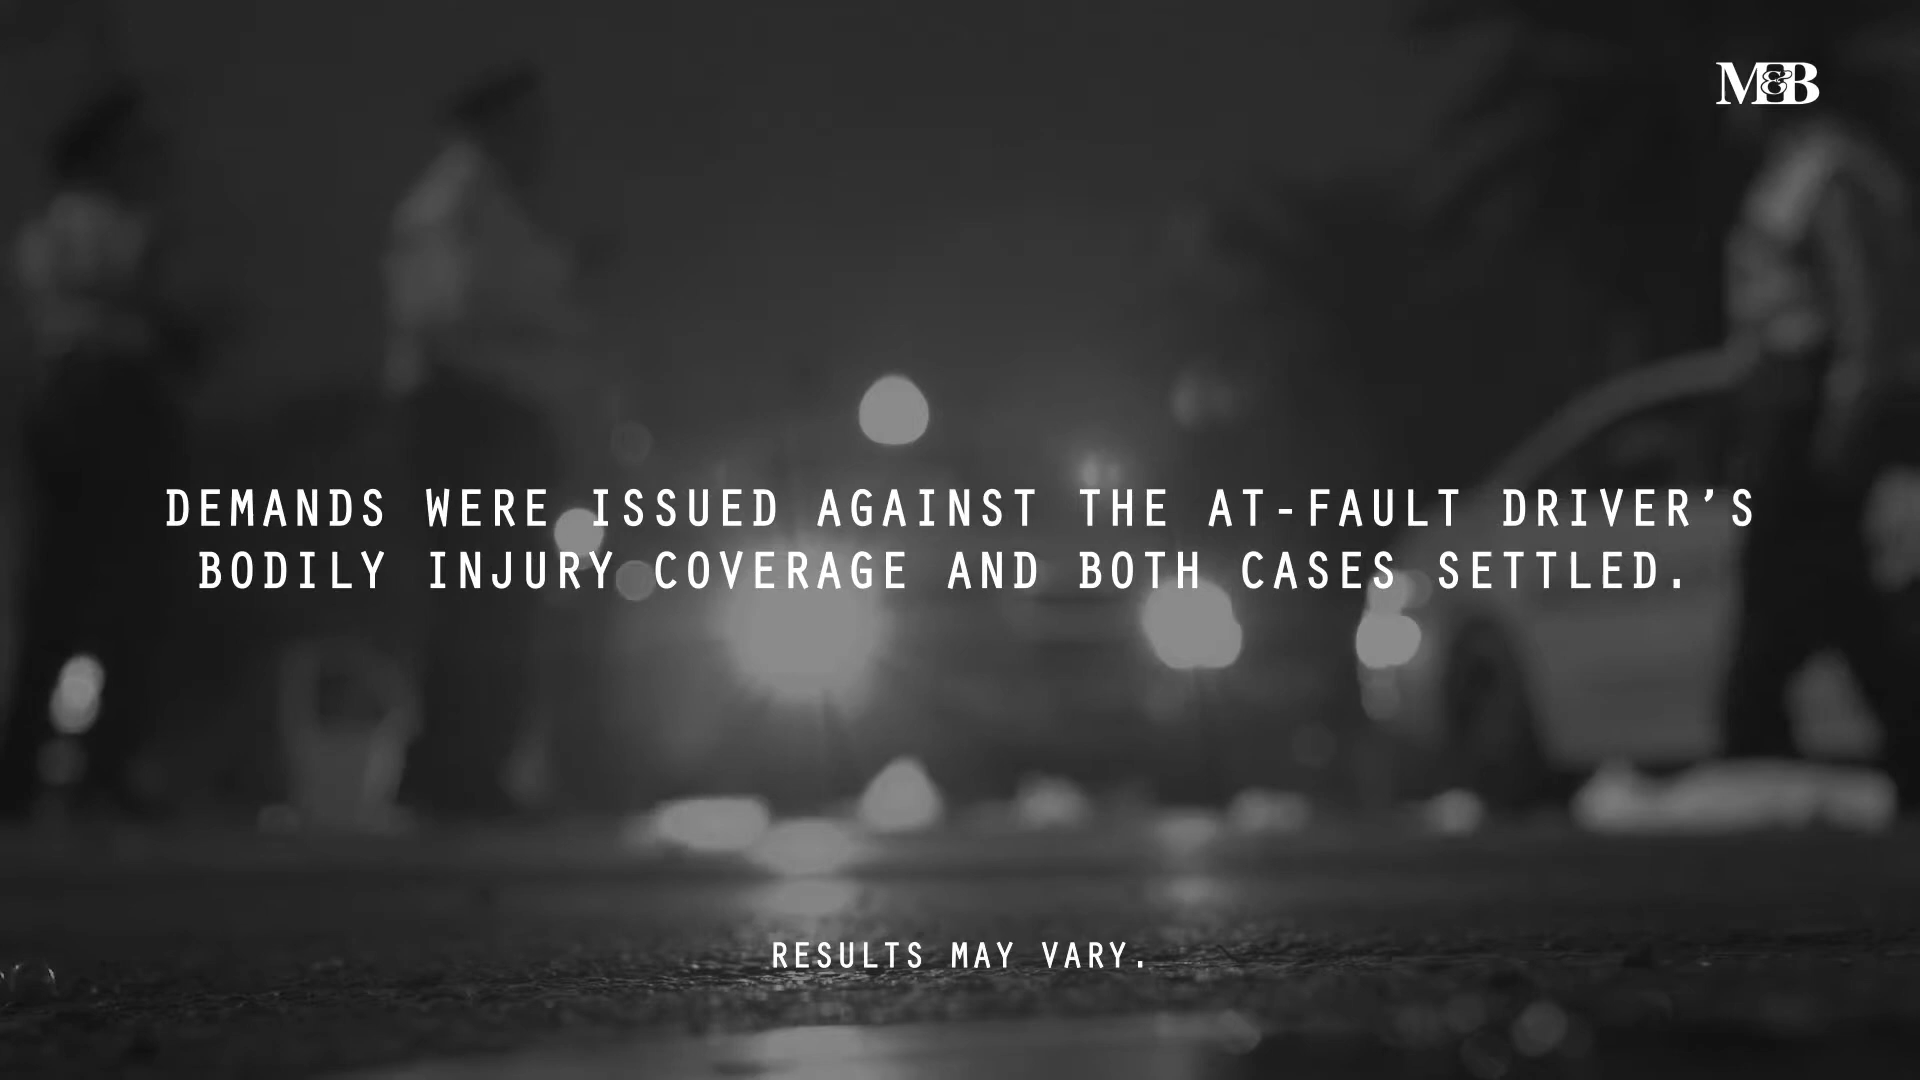 M&B
DEMANDS WERE ISSUED AGAINST THE AT-FAULT DRIVER’S
BODILY INJURY COVERAGE AND BOTH CASES SETTLED.
RESULTS MAY VARY.